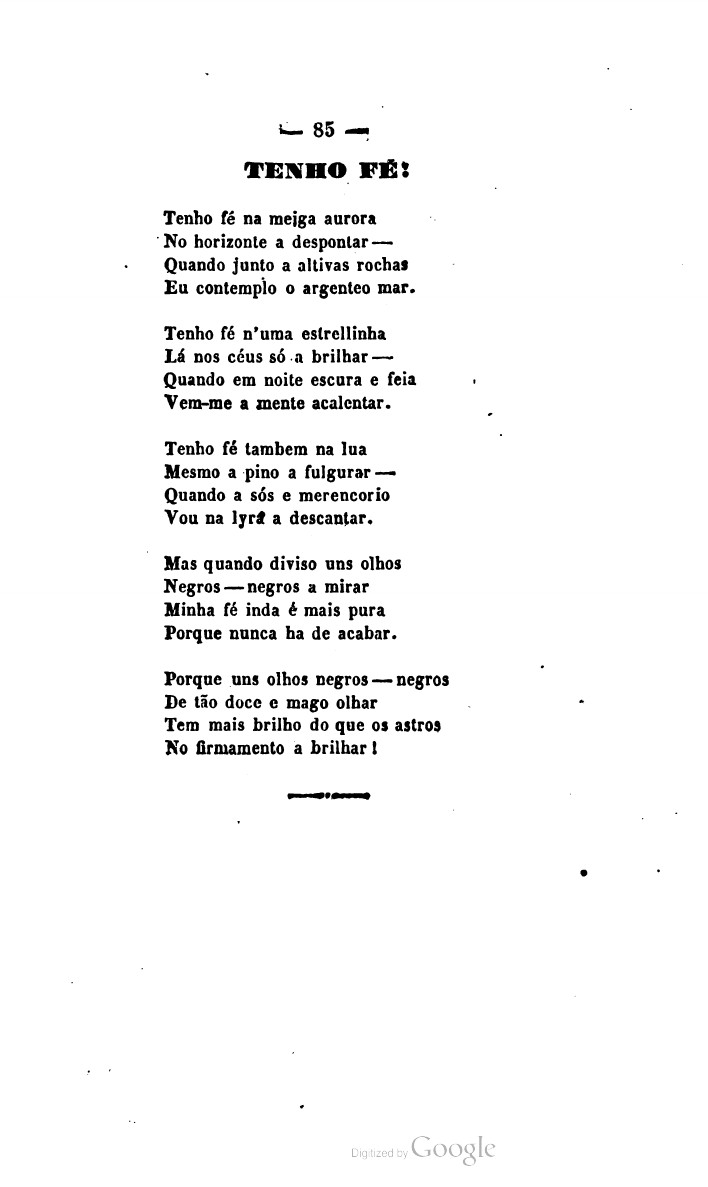 — 85 —
TENHO FÉ!
Tenho fé na meiga aurora
No horizonte a despontar —
Quando junto a altivas rochas
Eu contemplo o argenteo mar.
Tenho fé n'uma estrellinha
Lá nos céus só a brilhar —
Quando em noite escura e feia
Vem-me a mente acalentar.
Tenho fé tambem na lua
Mesmo a pino a fulgurar —
Quando a sós e merencorio
Vou na lyra a descantar.
Mas quando diviso uns olhos
Negros — negros a mirar
Minha fé inda é mais pura
Porque nunca ha de acabar.
Porque uns olhos negros — negros
De tão doce e mago olhar
Tem mais brilho do que os astros
No firmamento a brilhar!
Digitized by Google